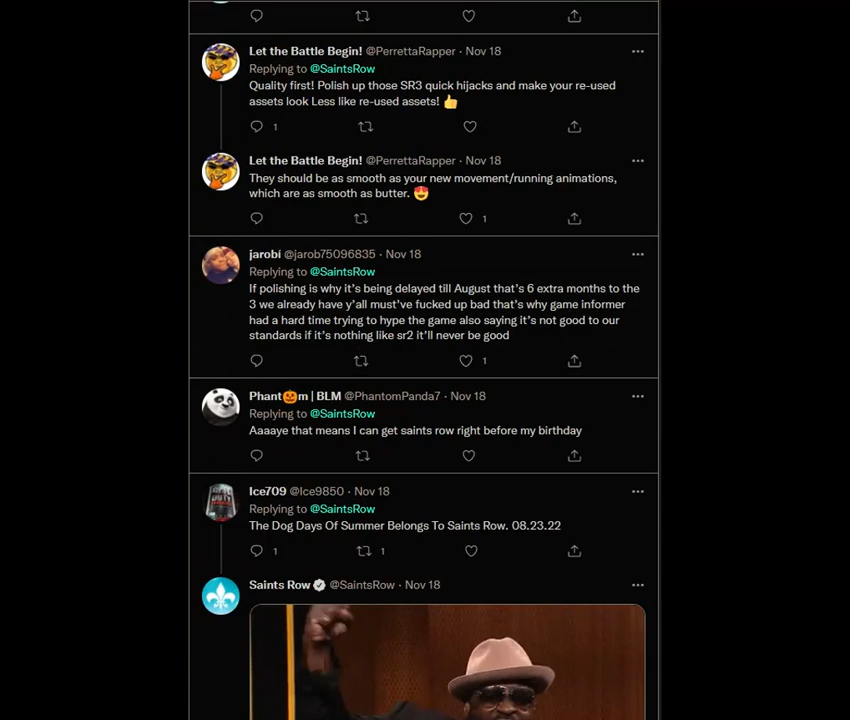 Let the Battle Begin! @PerrettaRapper · Nov 18
Replying to @SaintsRow
Quality first! Polish up those SR3 quick hijacks and make your re-used
assets look Less like re-used assets! 👍
1
Let the Battle Begin! @PerrettaRapper · Nov 18
They should be as smooth as your new movement/running animations,
which are as smooth as butter. 😍
1
jarobí @jarob75096835 · Nov 18
Replying to @SaintsRow
If polishing is why it's being delayed till August that's 6 extra months to the
3 we already have y'all must've fucked up bad that's why game informer
had a hard time trying to hype the game also saying it's not good to our
standards if it's nothing like sr2 it'll never be good
1
Phant🎃m | BLM @PhantomPanda7 · Nov 18
Replying to @SaintsRow
Aaaaye that means I can get saints row right before my birthday
Ice709 @Ice9850 · Nov 18
Replying to @SaintsRow
The Dog Days Of Summer Belongs To Saints Row. 08.23.22
1 1
Saints Row @SaintsRow · Nov 18